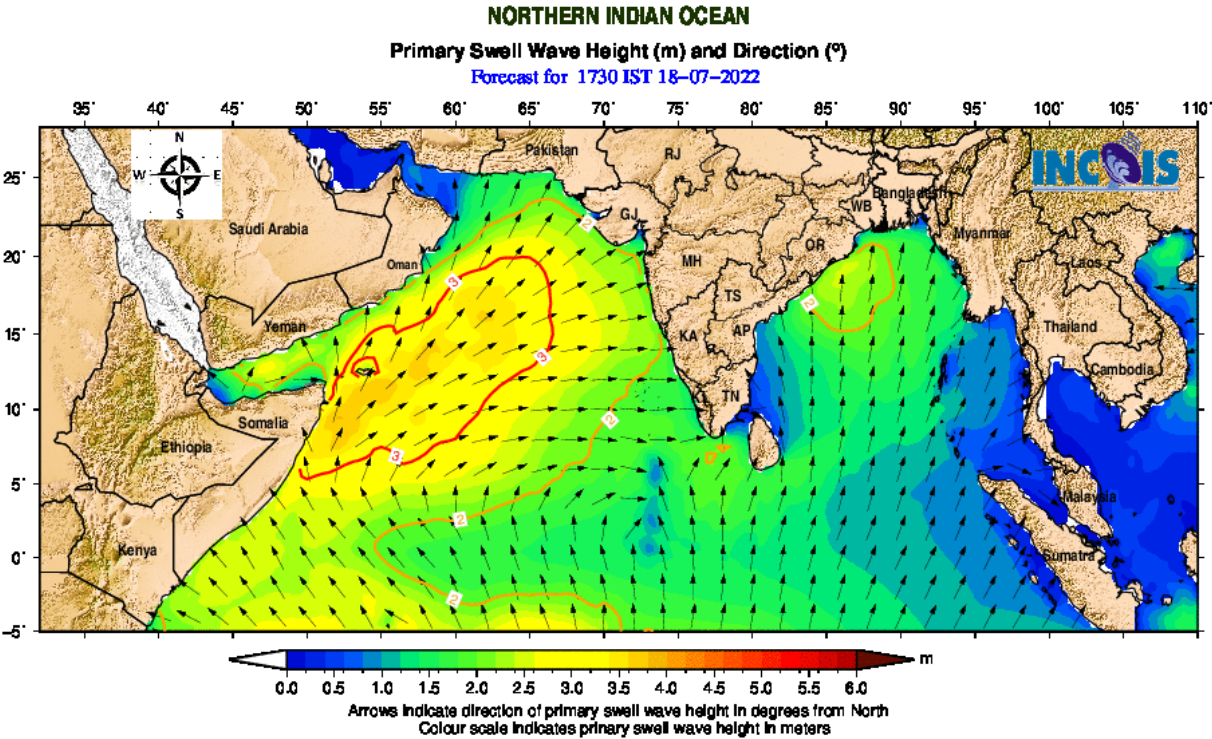 NORTHERN INDIAN OCEAN
Primary Swell Wave Height (m) and Direction (°)
Forecast for 1730 IST 18-07-2022
35° 40° 45° 50° 55° 60° 65° 70° 75° 80° 85° 90° 95° 100° 105° 110°
N
W E
S
INCOIS
25°
20°
15°
10°
5°
0°
-5°
Pakistan
RJ
Bangladesh
WB
GJ
Saudi Arabia
2
Myanmar
OR
Oman
MH
Laos
3
TS
2
Yemen
KA
AP
Thailand
3
Cambodia
TN
Somalia
2
Ethiopia
3
Malaysia
2
Kenya
Sumatra
2
0.0 0.5 1.0 1.5 2.0 2.5 3.0 3.5 4.0 4.5 5.0 5.5 6.0
m
Arrows indicate direction of primary swell wave height in degrees from North
Colour scale indicates prinary swell wave height in meters